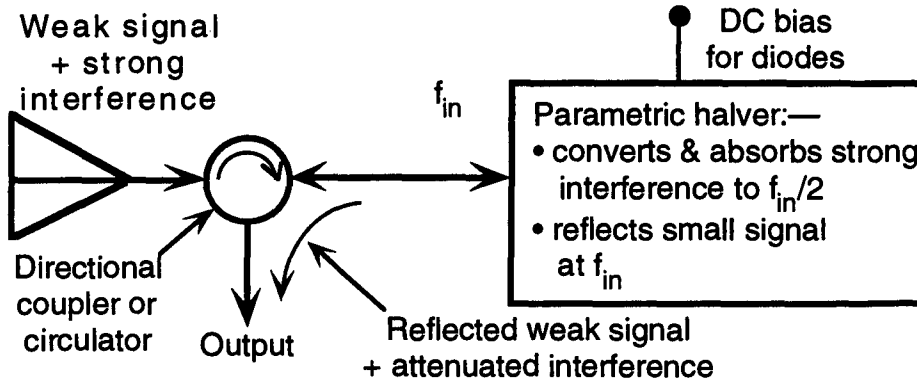 Weak signal
+ strong
interference
f_in
DC bias
for diodes
Parametric halver:—
• converts & absorbs strong
interference to f_in/2
• reflects small signal
at f_in
Directional
coupler or
circulator
Output
Reflected weak signal
+ attenuated interference